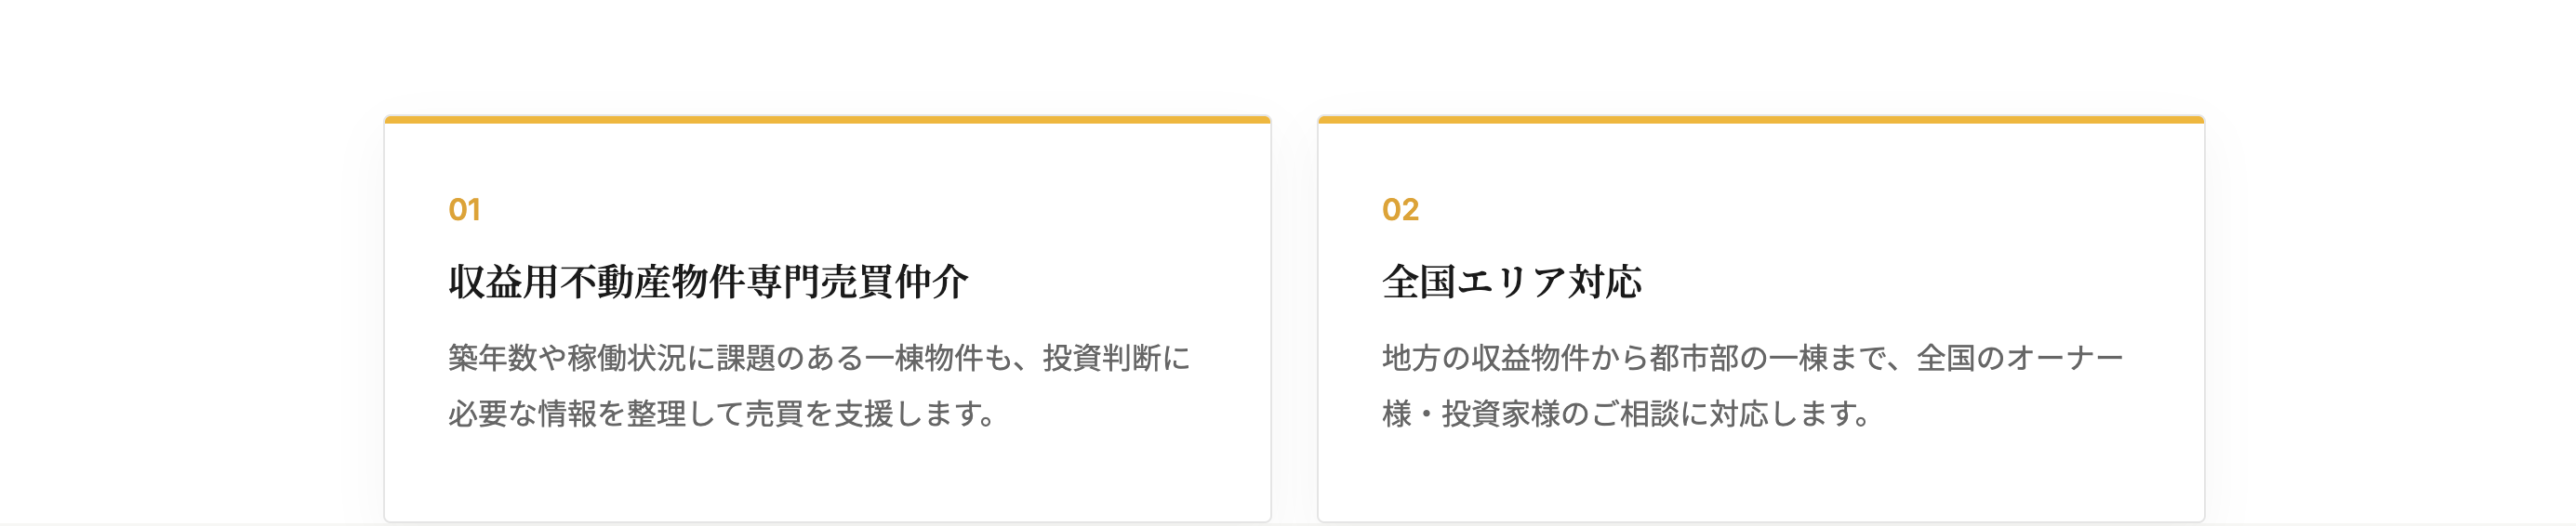 01
収益用不動産物件専門売買仲介
築年数や稼働状況に課題のある一棟物件も、投資判断に
必要な情報を整理して売買を支援します。
02
全国エリア対応
地方の収益物件から都市部の一棟まで、全国のオーナー
様・投資家様のご相談に対応します。